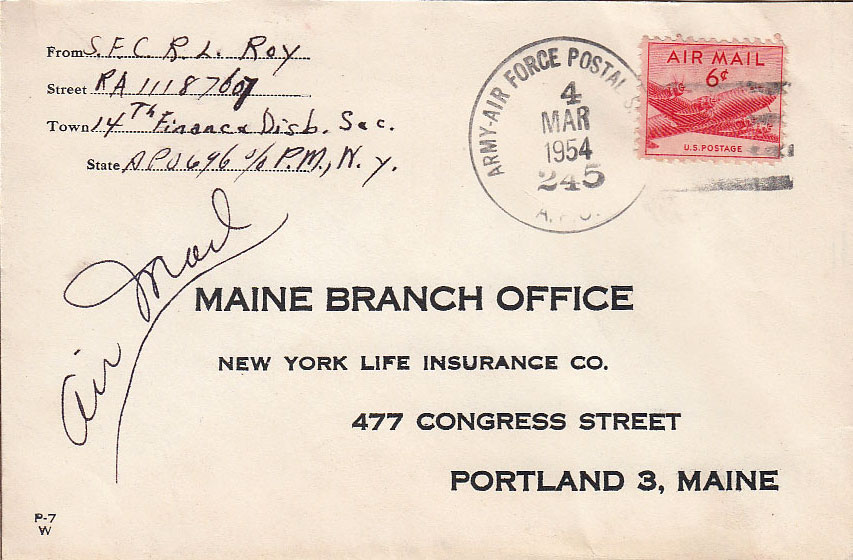 From S.F.C R. L. Roy
Street RA 11187607
Town 14Th Finance Disb. Sec.
State APO 696 c/o P.M., N.y.
ARMY-AIR FORCE POSTAL
4
MAR
1954
245
A.P.O.
AIR MAIL
6¢
U.S. POSTAGE
Air Mail
MAINE BRANCH OFFICE
NEW YORK LIFE INSURANCE CO.
477 CONGRESS STREET
PORTLAND 3, MAINE
P-7
W